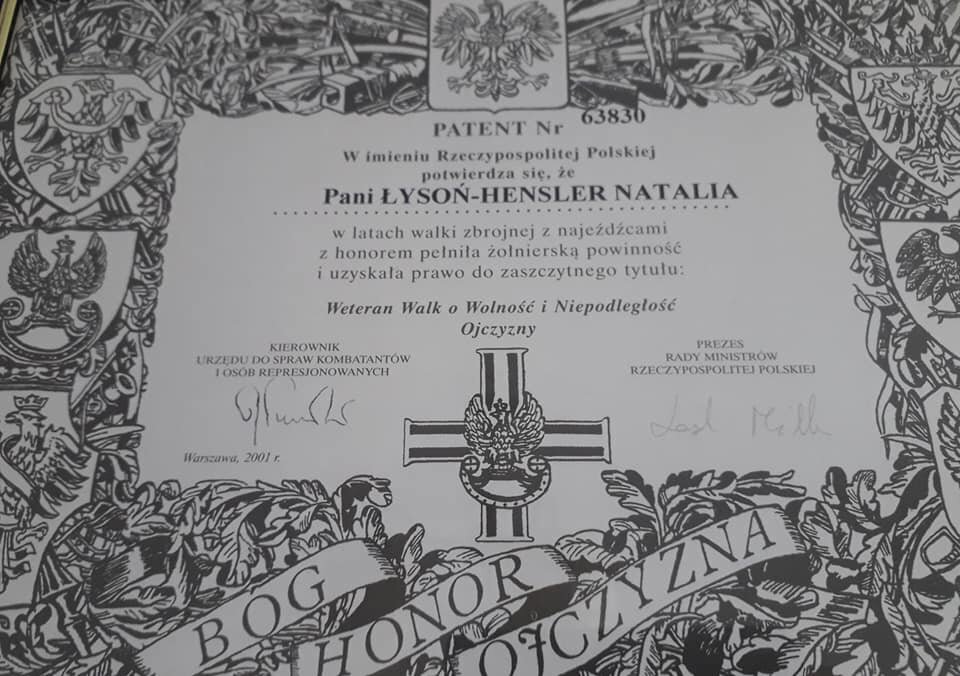 PATENT Nr 63830
W imieniu Rzeczypospolitej Polskiej
potwierdza się, że
Pani ŁYSOŃ-HENSLER NATALIA
w latach walki zbrojnej z najeźdźcami
z honorem pełniła żołnierską powinność
i uzyskała prawo do zaszczytnego tytułu:
Weteran Walk o Wolność i Niepodległość
Ojczyzny
KIEROWNIK
URZĘDU DO SPRAW KOMBATANTÓW
I OSÓB REPRESJONOWANYCH
PREZES
RADY MINISTRÓW
RZECZYPOSPOLITEJ POLSKIEJ
Warszawa, 2001 r.
BOG
HONOR
OJCZYZNA